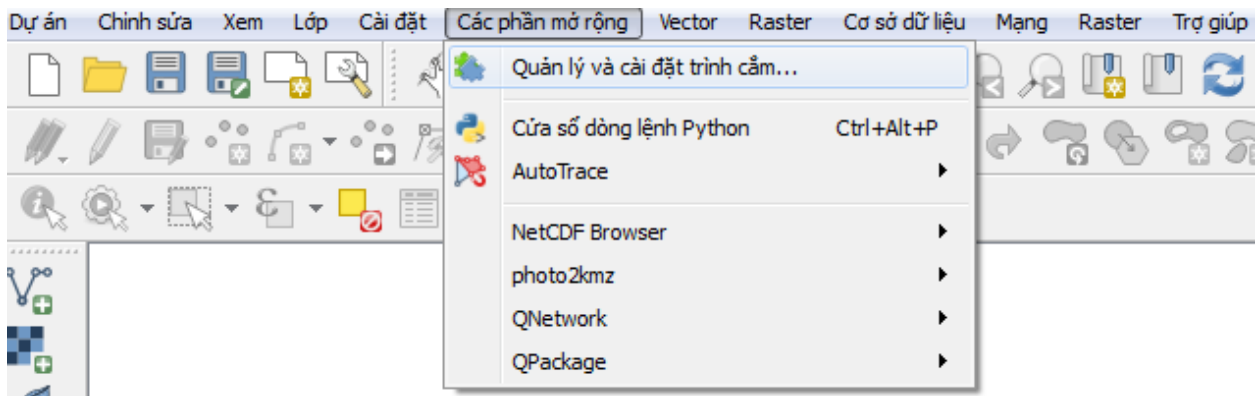 Dự án Chỉnh sửa Xem Lớp Cài đặt Các phần mở rộng Vector Raster Cơ sở dữ liệu Mạng Raster Trợ giúp
Quản lý và cài đặt trình cắm...
Cửa sổ dòng lệnh Python Ctrl+Alt+P
AutoTrace
NetCDF Browser
photo2kmz
QNetwork
QPackage